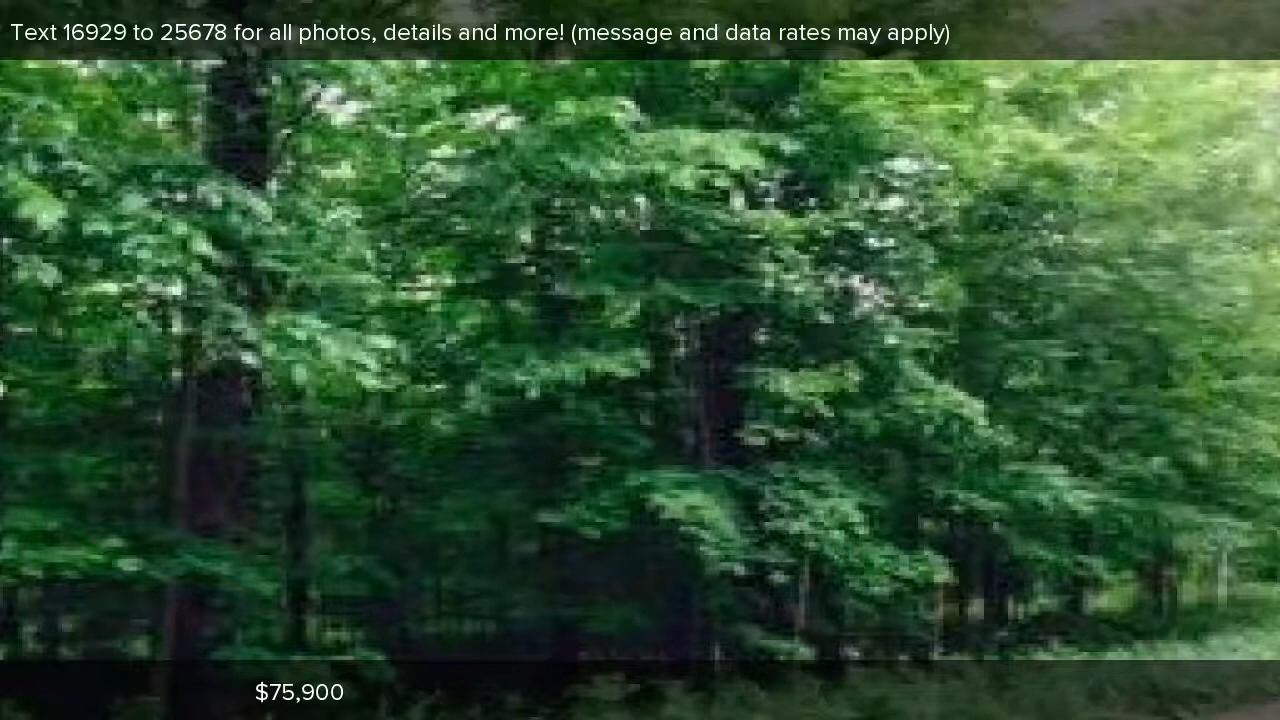 Text 16929 to 25678 for all photos, details and more! (message and data rates may apply)
$75,900